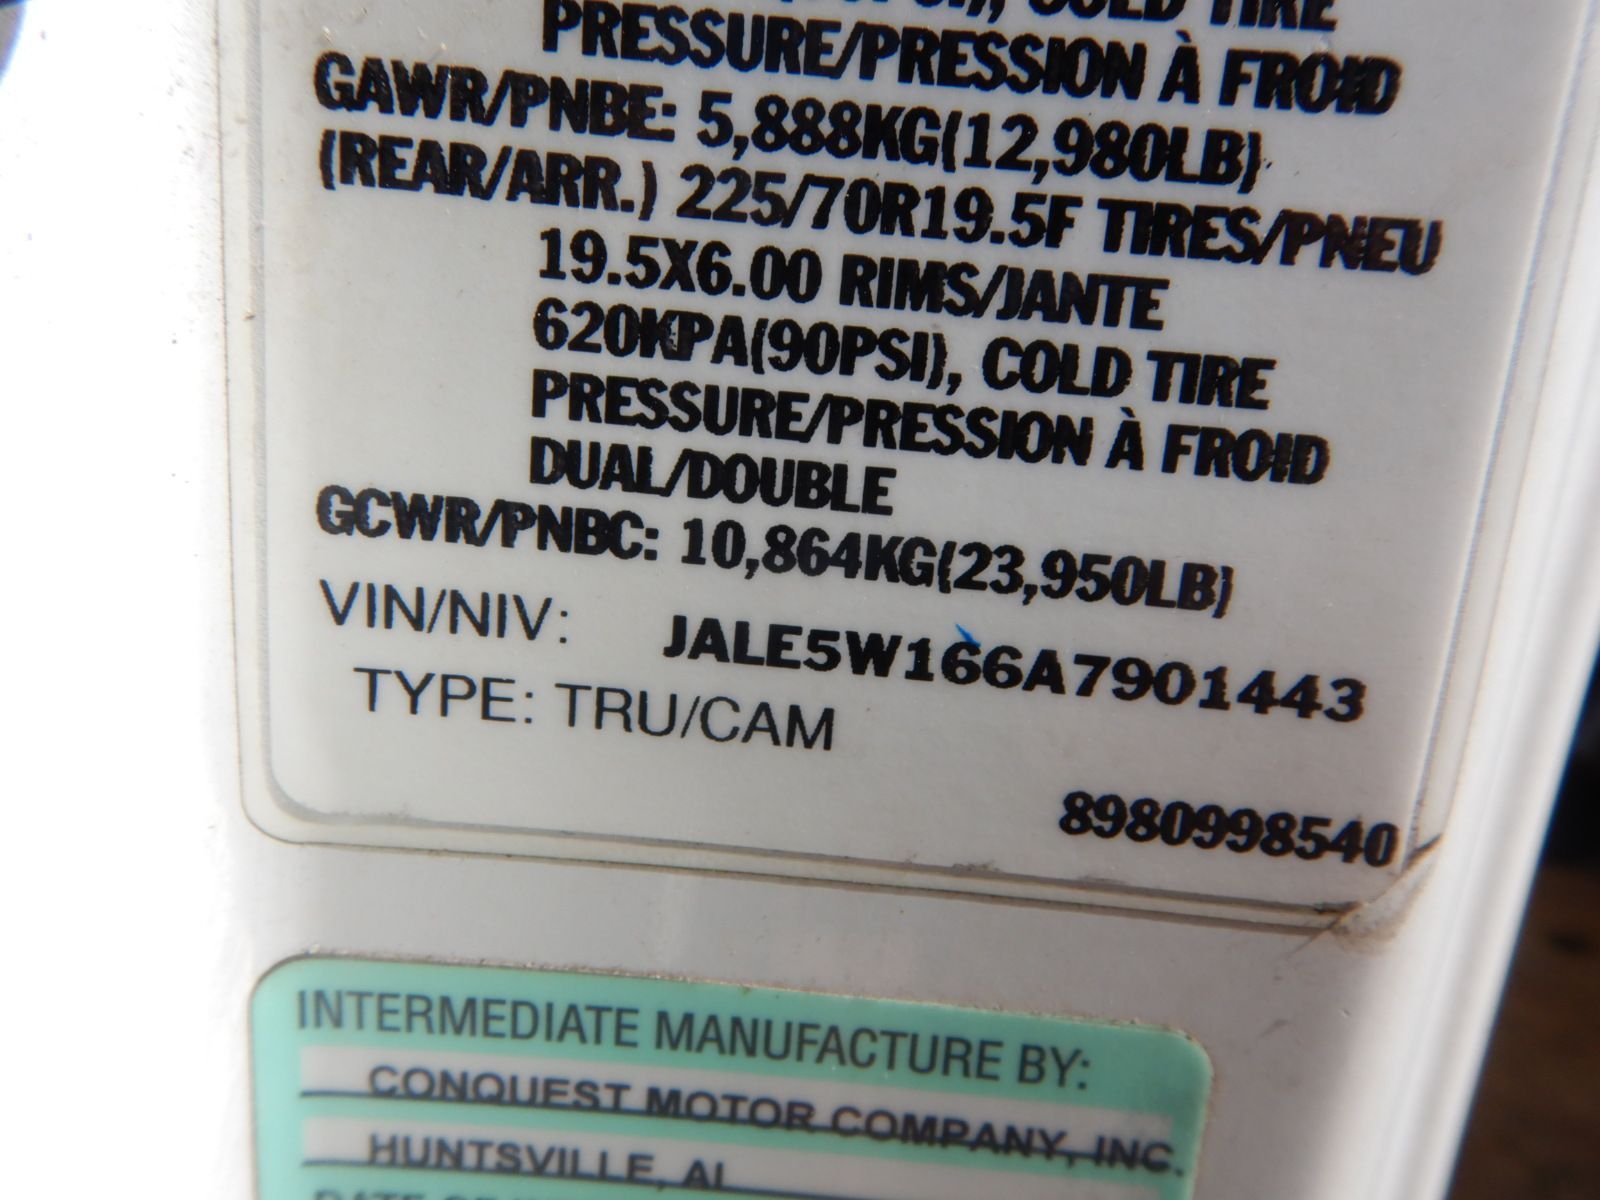 COLD TIRE
PRESSURE/PRESSION À FROID
GAWR/PNBE: 5,888KG(12,980LB)
(REAR/ARR.) 225/70R19.5F TIRES/PNEU
19.5X6.00 RIMS/JANTE
620KPA(90PSI), COLD TIRE
PRESSURE/PRESSION À FROID
DUAL/DOUBLE
GCWR/PNBC: 10,864KG(23,950LB)
VIN/NIV: JALE5W166A7901443
TYPE: TRU/CAM
8980998540
INTERMEDIATE MANUFACTURE BY:
CONQUEST MOTOR COMPANY, INC.
HUNTSVILLE, AL